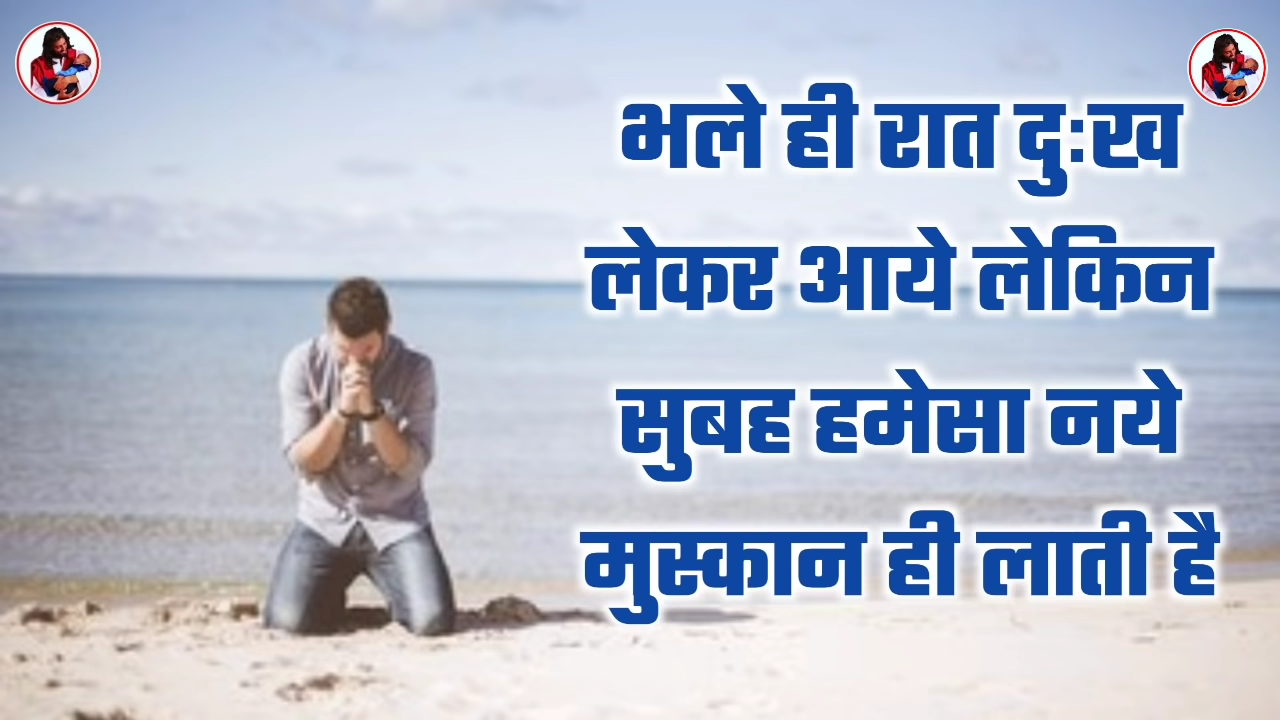 भले ही रात दुःख
लेकर आये लेकिन
सुबह हमेसा नये
मुस्कान ही लाती है